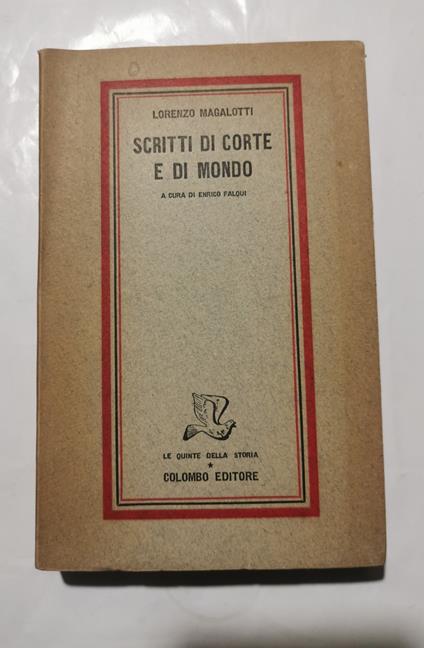 LORENZO MAGALOTTI
SCRITTI DI CORTE
E DI MONDO
A CURA DI ENRICO FALQUI
LE QUINTE DELLA STORIA
★
COLOMBO EDITORE